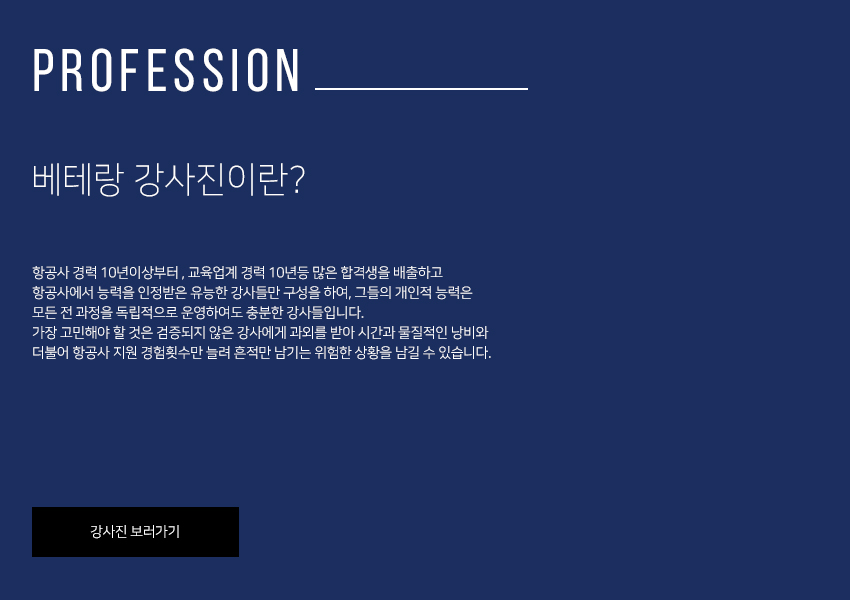 PROFESSION
베테랑 강사진이란?
항공사 경력 10년이상부터 , 교육업계 경력 10년등 많은 합격생을 배출하고
항공사에서 능력을 인정받은 유능한 강사들만 구성을 하여, 그들의 개인적 능력은
모든 전 과정을 독립적으로 운영하여도 충분한 강사들입니다.
가장 고민해야 할 것은 검증되지 않은 강사에게 과외를 받아 시간과 물질적인 낭비와
더불어 항공사 지원 경험횟수만 늘려 흔적만 남기는 위험한 상황을 남길 수 있습니다.
강사진 보러가기